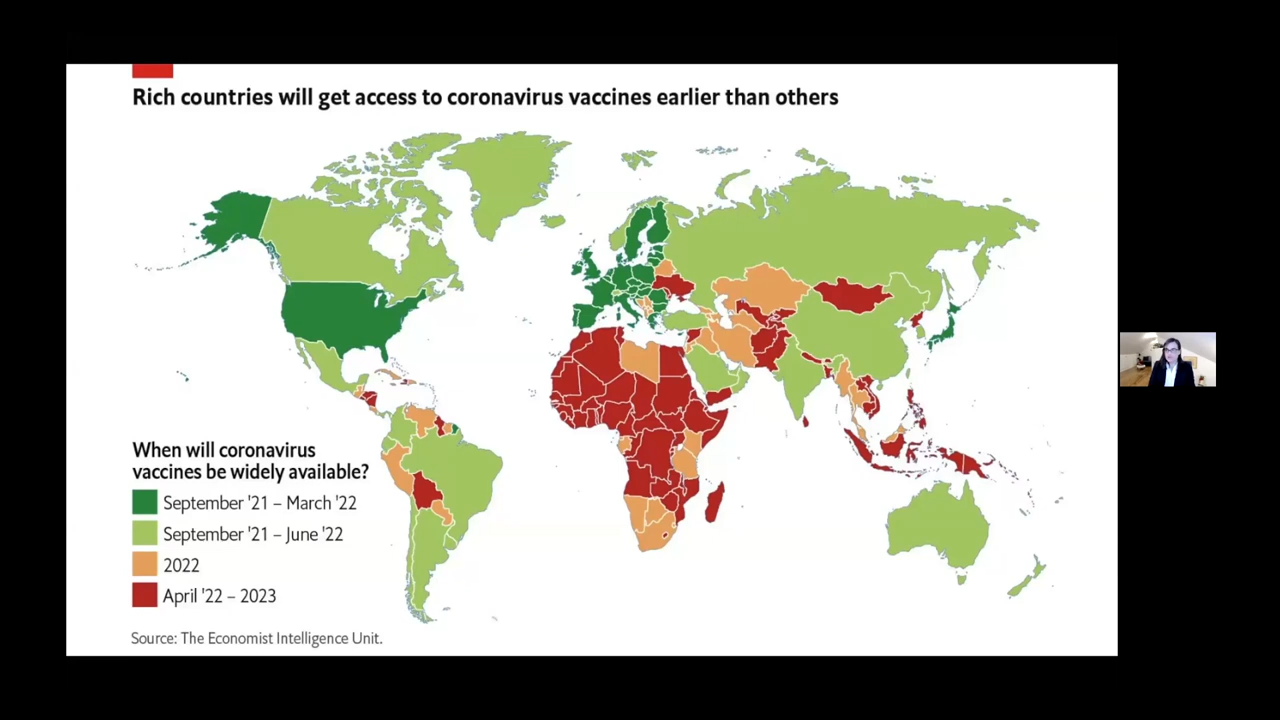 Rich countries will get access to coronavirus vaccines earlier than others
When will coronavirus
vaccines be widely available?
September '21 – March '22
September '21 – June '22
2022
April '22 – 2023
Source: The Economist Intelligence Unit.